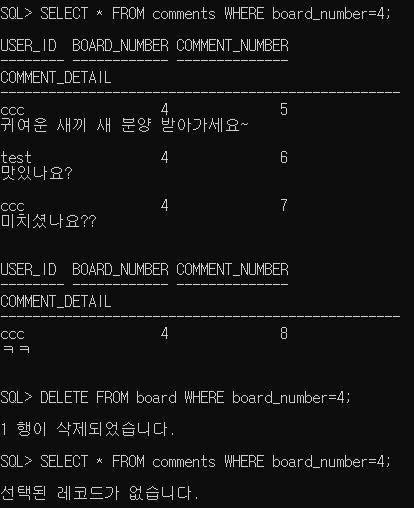 SQL> SELECT * FROM comments WHERE board_number=4;
USER_ID BOARD_NUMBER COMMENT_NUMBER
-------- ------------ --------------
COMMENT_DETAIL
--------------------------------------------------
ccc 4 5
귀여운 새끼 새 분양 받아가세요~
test 4 6
맛있나요?
ccc 4 7
미치셨나요??
USER_ID BOARD_NUMBER COMMENT_NUMBER
-------- ------------ --------------
COMMENT_DETAIL
--------------------------------------------------
ccc 4 8
ㅋㅋ
SQL> DELETE FROM board WHERE board_number=4;
1 행이 삭제되었습니다.
SQL> SELECT * FROM comments WHERE board_number=4;
선택된 레코드가 없습니다.